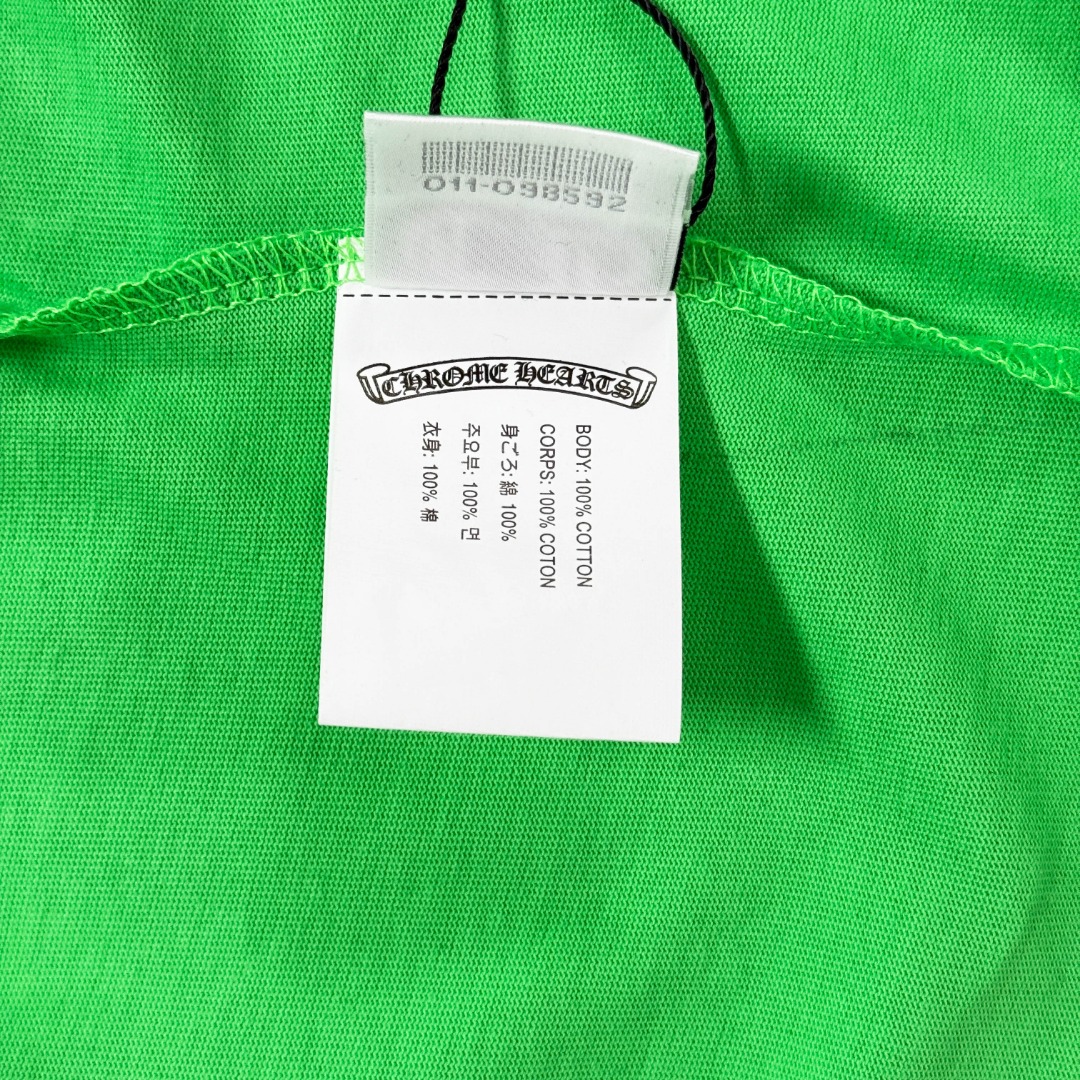 011-098592
CHROME HEARTS
BODY: 100% COTTON
CORPS: 100% COTON
身ごろ: 綿 100%
주요부: 100% 면
衣身: 100% 棉